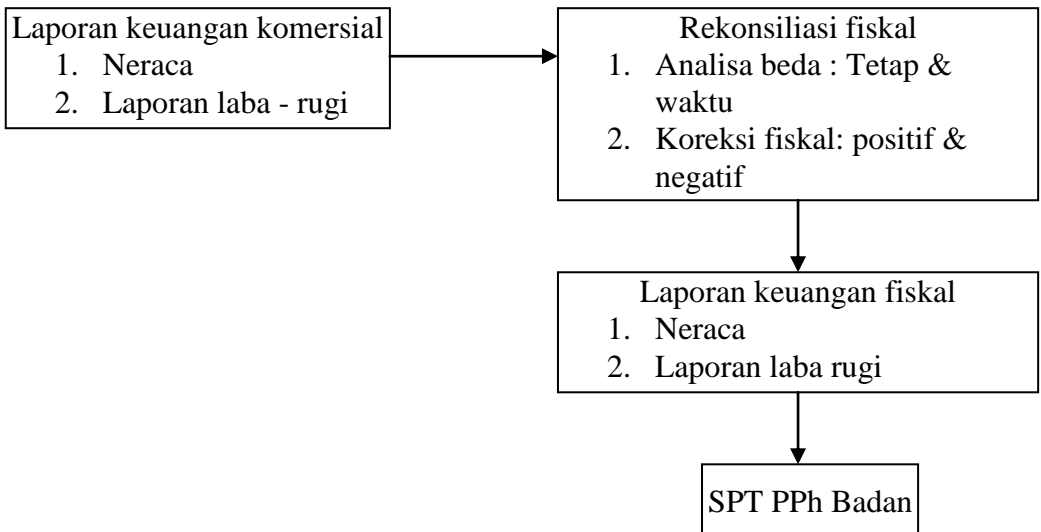 Laporan keuangan komersial
1. Neraca
2. Laporan laba - rugi
Rekonsiliasi fiskal
1. Analisa beda : Tetap &
waktu
2. Koreksi fiskal: positif &
negatif
Laporan keuangan fiskal
1. Neraca
2. Laporan laba rugi
SPT PPh Badan